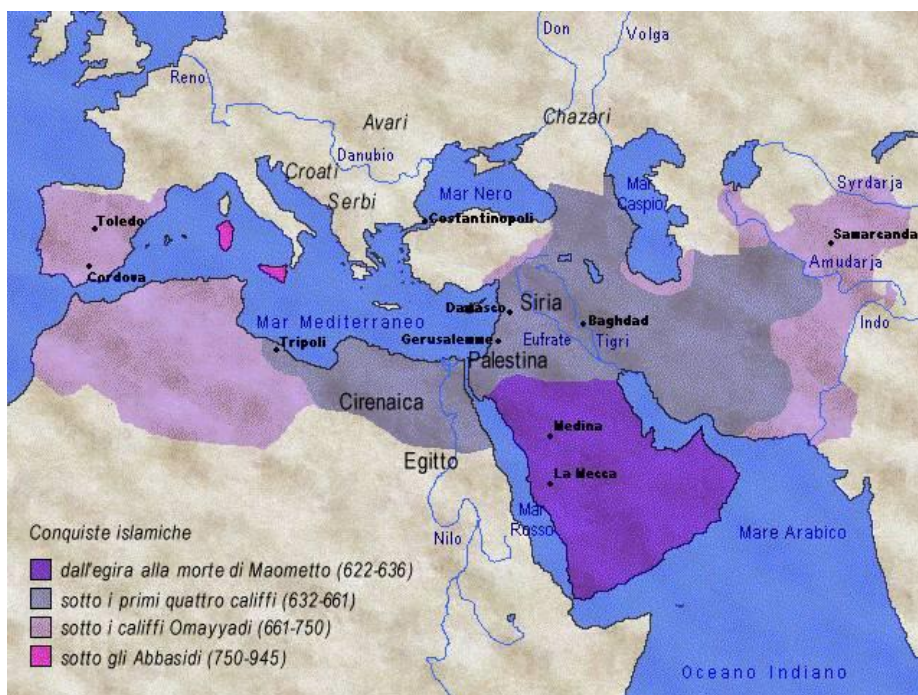 Don
Volga
Reno
Avari
Chazari
Danubio
Croati
Serbi
Mar Nero
Mar
Caspio
Syrdarja
Toledo
Costantinopoli
Samarcanda
Cordova
Amudarja
Damasco
Siria
Mar Mediterraneo
Baghdad
Indo
Tripoli
Gerusalemme
Eufrate
Tigri
Palestina
Cirenaica
Medina
Egitto
La Mecca
Mar
Rosso
Mare Arabico
Nilo
Conquiste islamiche
dall'egira alla morte di Maometto (622-636)
sotto i primi quattro califfi (632-661)
sotto i califfi Omayyadi (661-750)
sotto gli Abbasidi (750-945)
Oceano Indiano